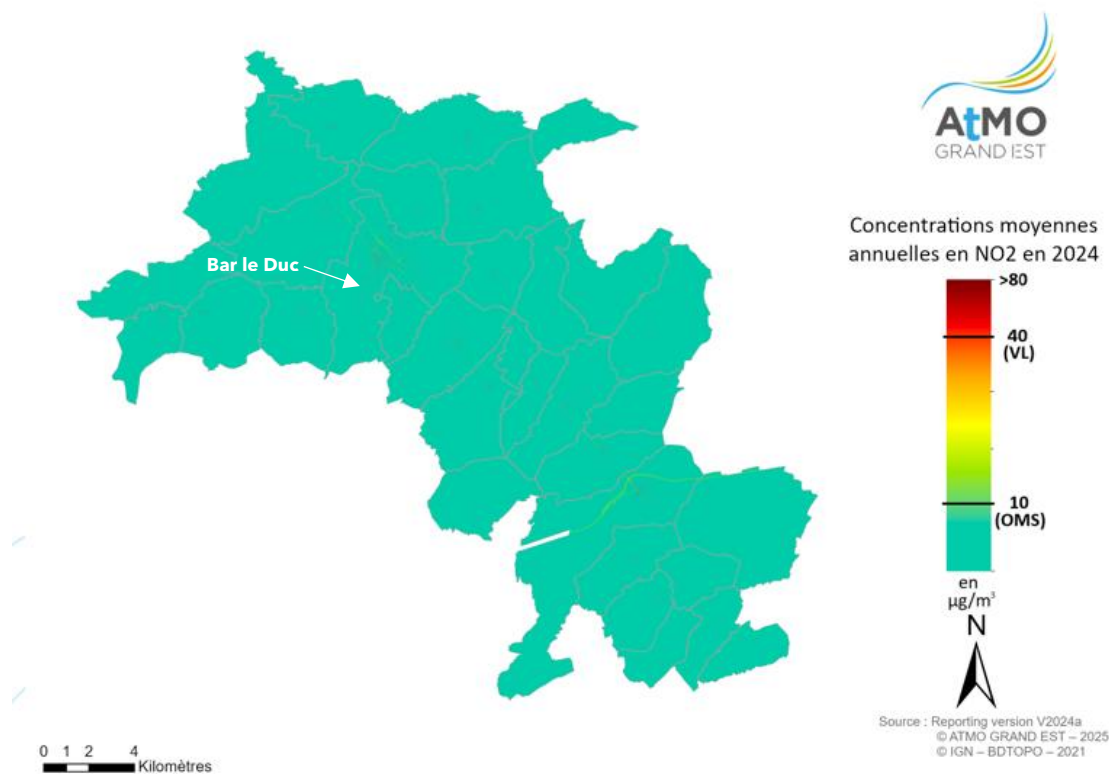 AtMO
GRAND EST
Concentrations moyennes
annuelles en NO2 en 2024
>80
40
(VL)
10
(OMS)
en
µg/m³
N
Bar le Duc
Source : Reporting version V2024a
© ATMO GRAND EST – 2025
© IGN – BDTOPO – 2021
0 1 2 4
Kilomètres